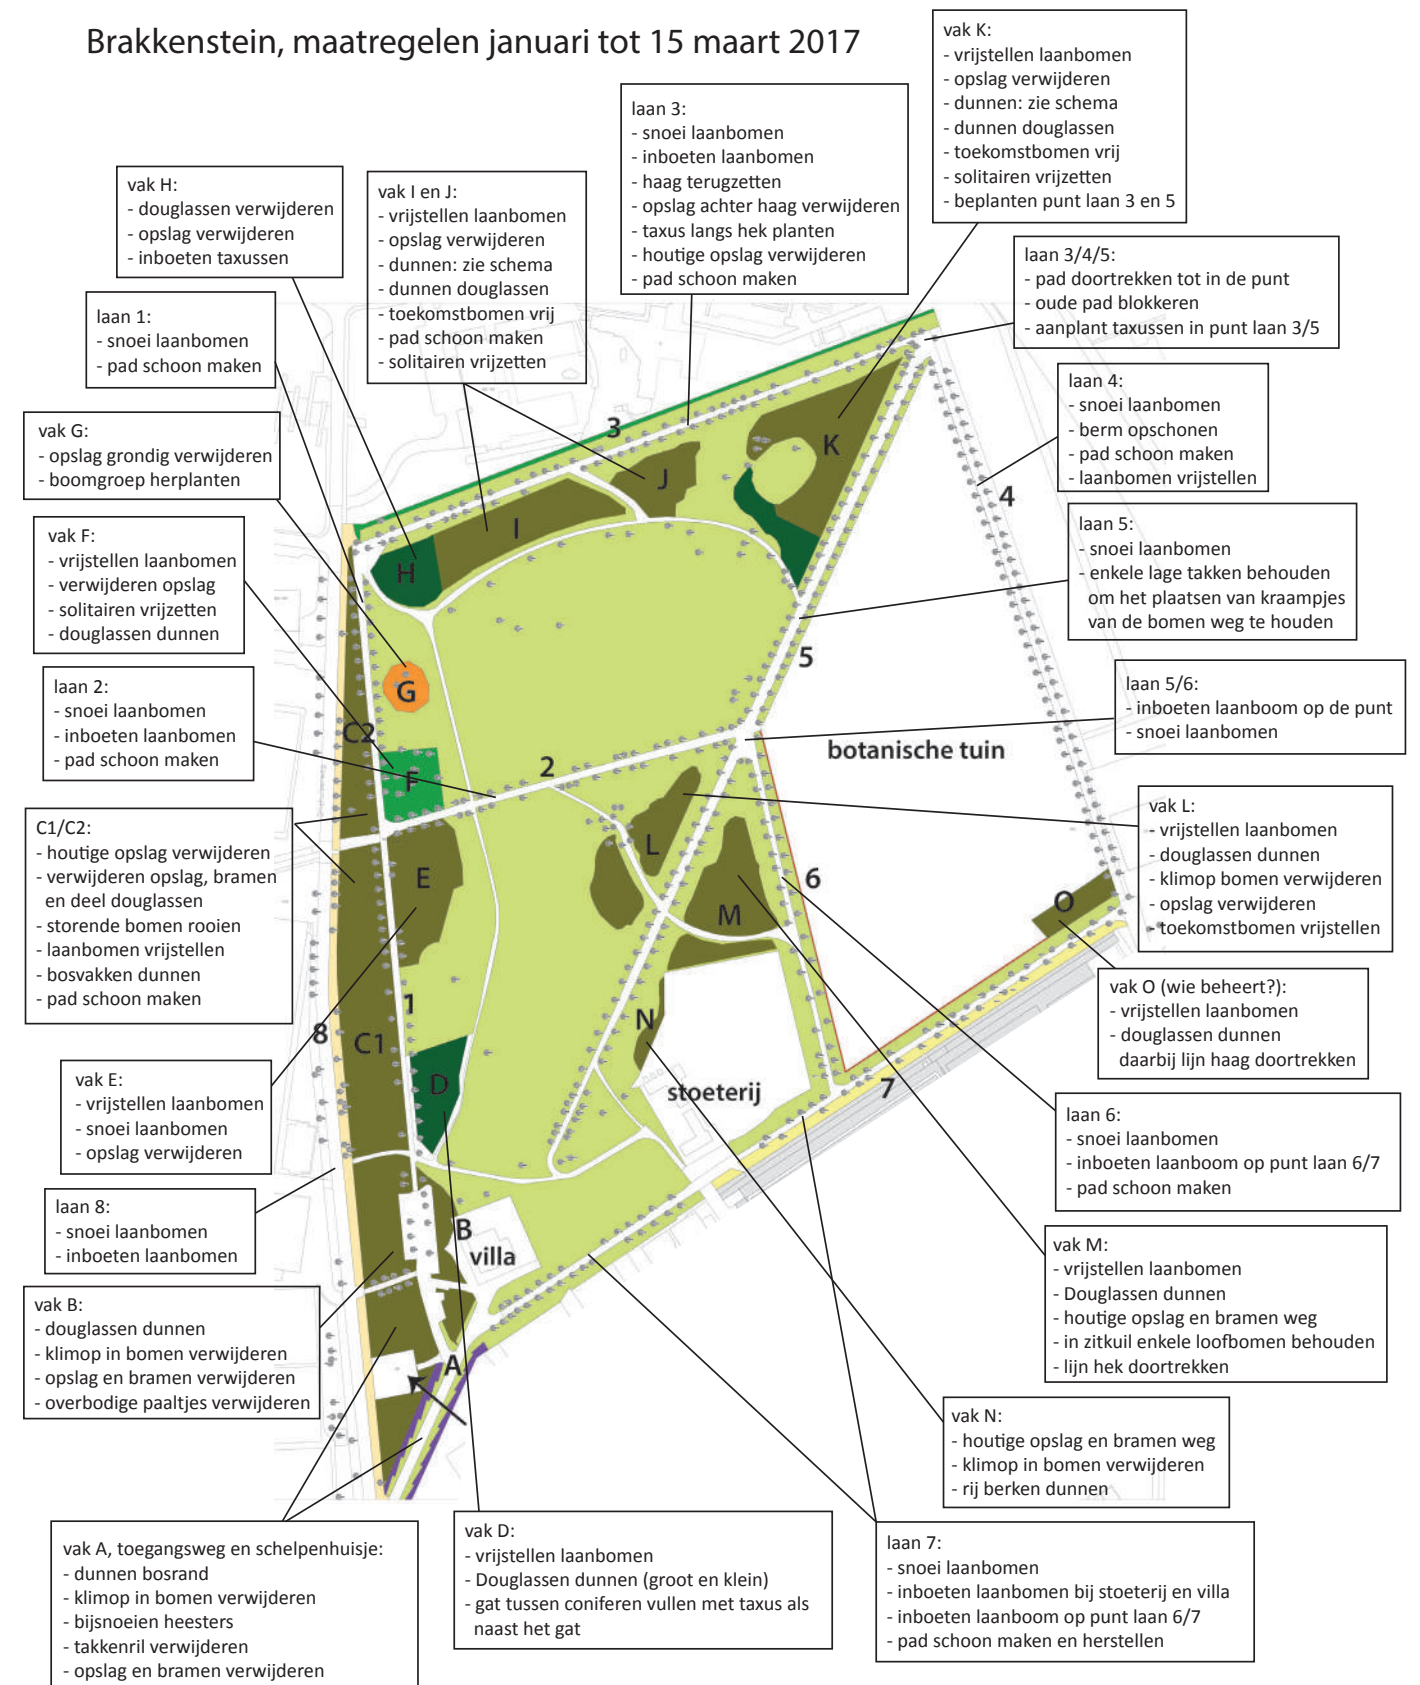 Brakkenstein, maatregelen januari tot 15 maart 2017
vak K:
- vrijstellen laanbomen
- opslag verwijderen
- dunnen: zie schema
- dunnen douglassen
- toekomstbomen vrij
- solitairen vrijzetten
- beplanten punt laan 3 en 5
laan 3:
- snoei laanbomen
- inboeten laanbomen
- haag terugzetten
- opslag achter haag verwijderen
- taxus langs hek planten
- houtige opslag verwijderen
- pad schoon maken
vak H:
- douglassen verwijderen
- opslag verwijderen
- inboeten taxussen
vak I en J:
- vrijstellen laanbomen
- opslag verwijderen
- dunnen: zie schema
- dunnen douglassen
- toekomstbomen vrij
- pad schoon maken
- solitairen vrijzetten
laan 3/4/5:
- pad doortrekken tot in de punt
- oude pad blokkeren
- aanplant taxussen in punt laan 3/5
laan 1:
- snoei laanbomen
- pad schoon maken
laan 4:
- snoei laanbomen
- berm opschonen
- pad schoon maken
- laanbomen vrijstellen
vak G:
- opslag grondig verwijderen
- boomgroep herplanten
laan 5:
- snoei laanbomen
- enkele lage takken behouden
om het plaatsen van kraampjes
van de bomen weg te houden
vak F:
- vrijstellen laanbomen
- verwijderen opslag
- solitairen vrijzetten
- douglassen dunnen
laan 5/6:
- inboeten laanboom op de punt
- snoei laanbomen
laan 2:
- snoei laanbomen
- inboeten laanbomen
- pad schoon maken
vak L:
- vrijstellen laanbomen
- douglassen dunnen
- klimop bomen verwijderen
- opslag verwijderen
- toekomstbomen vrijstellen
C1/C2:
- houtige opslag verwijderen
- verwijderen opslag, bramen
en deel douglassen
- storende bomen rooien
- laanbomen vrijstellen
- bosvakken dunnen
- pad schoon maken
vak O (wie beheert?):
- vrijstellen laanbomen
- douglassen dunnen
daarbij lijn haag doortrekken
vak E:
- vrijstellen laanbomen
- snoei laanbomen
- opslag verwijderen
laan 6:
- snoei laanbomen
- inboeten laanboom op punt laan 6/7
- pad schoon maken
laan 8:
- snoei laanbomen
- inboeten laanbomen
vak M:
- vrijstellen laanbomen
- Douglassen dunnen
- houtige opslag en bramen weg
- in zitkuil enkele loofbomen behouden
- lijn hek doortrekken
vak B:
- douglassen dunnen
- klimop in bomen verwijderen
- opslag en bramen verwijderen
- overbodige paaltjes verwijderen
vak N:
- houtige opslag en bramen weg
- klimop in bomen verwijderen
- rij berken dunnen
vak A, toegangsweg en schelpenhuisje:
- dunnen bosrand
- klimop in bomen verwijderen
- bijsnoeien heesters
- takkenril verwijderen
- opslag en bramen verwijderen
vak D:
- vrijstellen laanbomen
- Douglassen dunnen (groot en klein)
- gat tussen coniferen vullen met taxus als
naast het gat
laan 7:
- snoei laanbomen
- inboeten laanbomen bij stoeterij en villa
- inboeten laanboom op punt laan 6/7
- pad schoon maken en herstellen
3
K
J
4
I
H
5
G
C2
botanische tuin
2
F
L
E
6
O
M
1
N
8
C1
D
stoeterij
7
B
villa
A